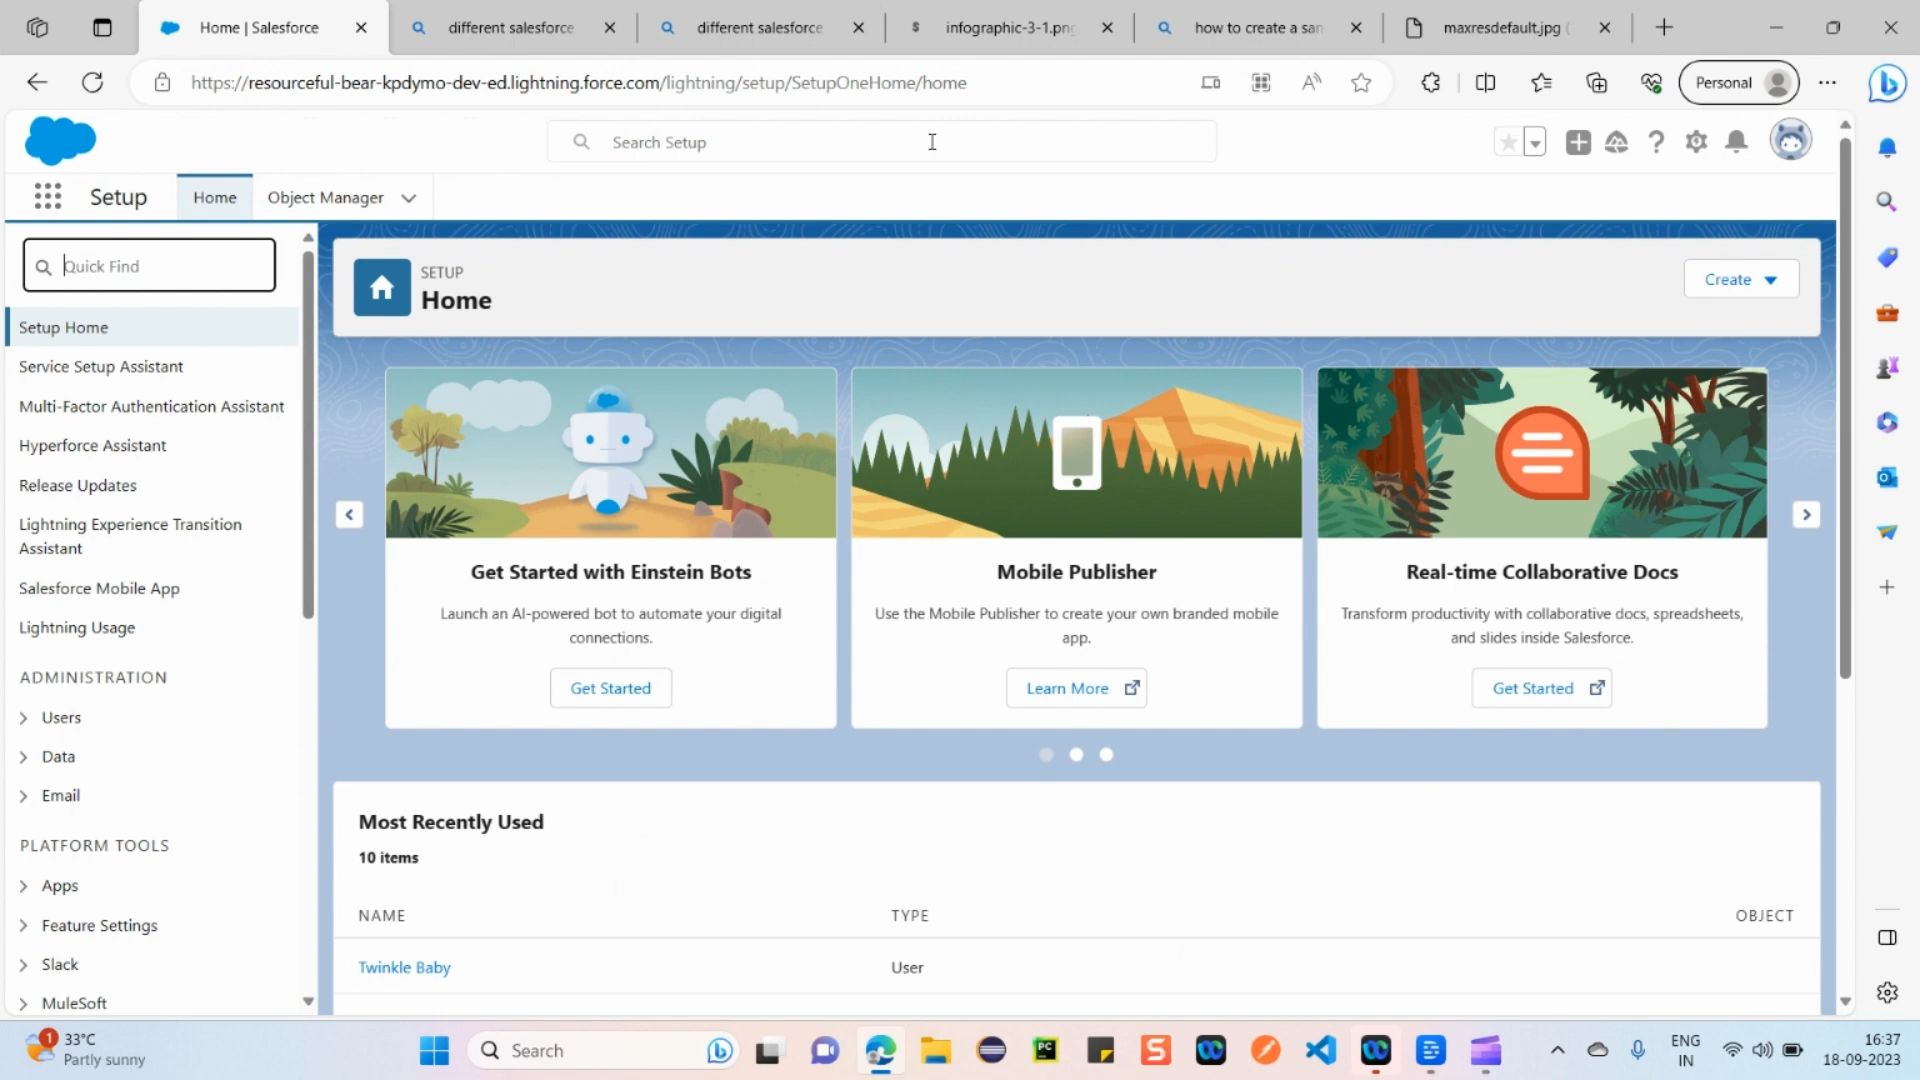 Home | Salesforce
different salesforce
different salesforce
infographic-3-1.png
how to create a san
maxresdefault.jpg (
https://resourceful-bear-kpdymo-dev-ed.lightning.force.com/lightning/setup/SetupOneHome/home
Personal
Search Setup
Setup
Home
Object Manager
Quick Find
Setup Home
Service Setup Assistant
Multi-Factor Authentication Assistant
Hyperforce Assistant
Release Updates
Lightning Experience Transition
Assistant
Salesforce Mobile App
Lightning Usage
ADMINISTRATION
Users
Data
Email
PLATFORM TOOLS
Apps
Feature Settings
Slack
MuleSoft
SETUP
Home
Create
Get Started with Einstein Bots
Launch an AI-powered bot to automate your digital
connections.
Get Started
Mobile Publisher
Use the Mobile Publisher to create your own branded mobile
app.
Learn More
Real-time Collaborative Docs
Transform productivity with collaborative docs, spreadsheets,
and slides inside Salesforce.
Get Started
Most Recently Used
10 items
NAME TYPE OBJECT
Twinkle Baby User
1
33°C
Partly sunny
Search
PC
ENG
IN
16:37
18-09-2023